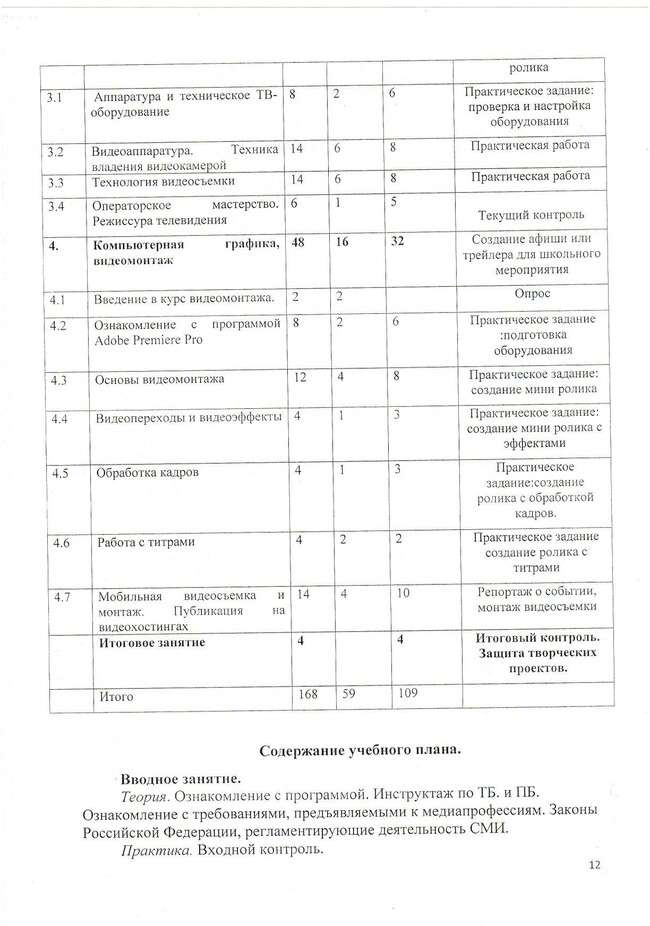 ролика
3.1 Аппаратура и техническое ТВ- 8 2 6 Практическое задание:
оборудование проверка и настройка
оборудования
3.2 Видеоаппаратура. Техника 14 6 8 Практическая работа
владения видеокамерой
3.3 Технология видеосъемки 14 6 8 Практическая работа
3.4 Операторское мастерство. 6 1 5
Режиссура телевидения Текущий контроль
4. Компьютерная графика, 48 16 32 Создание афиши или
видеомонтаж трейлера для школьного
мероприятия
4.1 Введение в курс видеомонтажа. 2 2 Опрос
4.2 Ознакомление с программой 8 2 6 Практическое задание
Adobe Premiere Pro :подготовка
оборудования
4.3 Основы видеомонтажа 12 4 8 Практическое задание:
создание мини ролика
4.4 Видеопереходы и видеоэффекты 4 1 3 Практическое задание:
создание мини ролика с
эффектами
4.5 Обработка кадров 4 1 3 Практическое
задание:создание
ролика с обработкой
кадров.
4.6 Работа с титрами 4 2 2 Практическое задание
создание ролика с
титрами
4.7 Мобильная видеосъемка и 14 4 10 Репортаж о событии,
монтаж. Публикация на монтаж видеосъемки
видеохостингах
Итоговое занятие 4 4 Итоговый контроль.
Защита творческих
проектов.
Итого 168 59 109
Содержание учебного плана.
Вводное занятие.
Теория. Ознакомление с программой. Инструктаж по ТБ. и ПБ.
Ознакомление с требованиями, предъявляемыми к медиапрофессиям. Законы
Российской Федерации, регламентирующие деятельность СМИ.
Практика. Входной контроль.
12